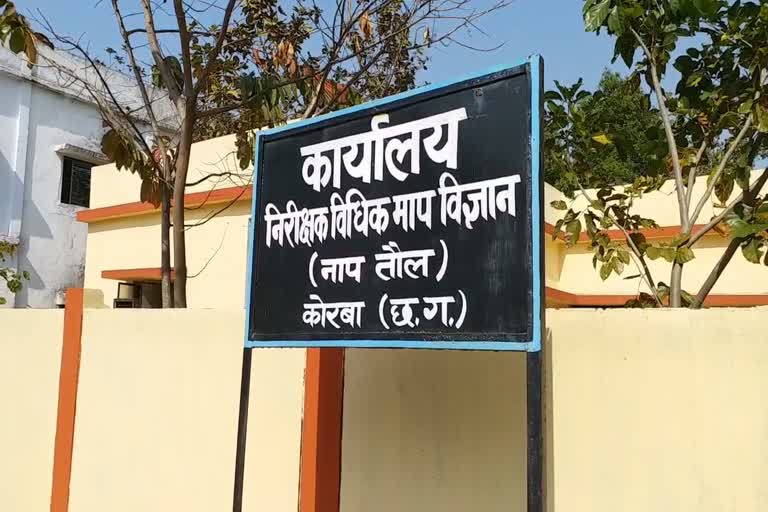 कार्यालय
निरीक्षक विधिक माप विज्ञान
(नाप तौल)
कोरबा (छ.ग.)